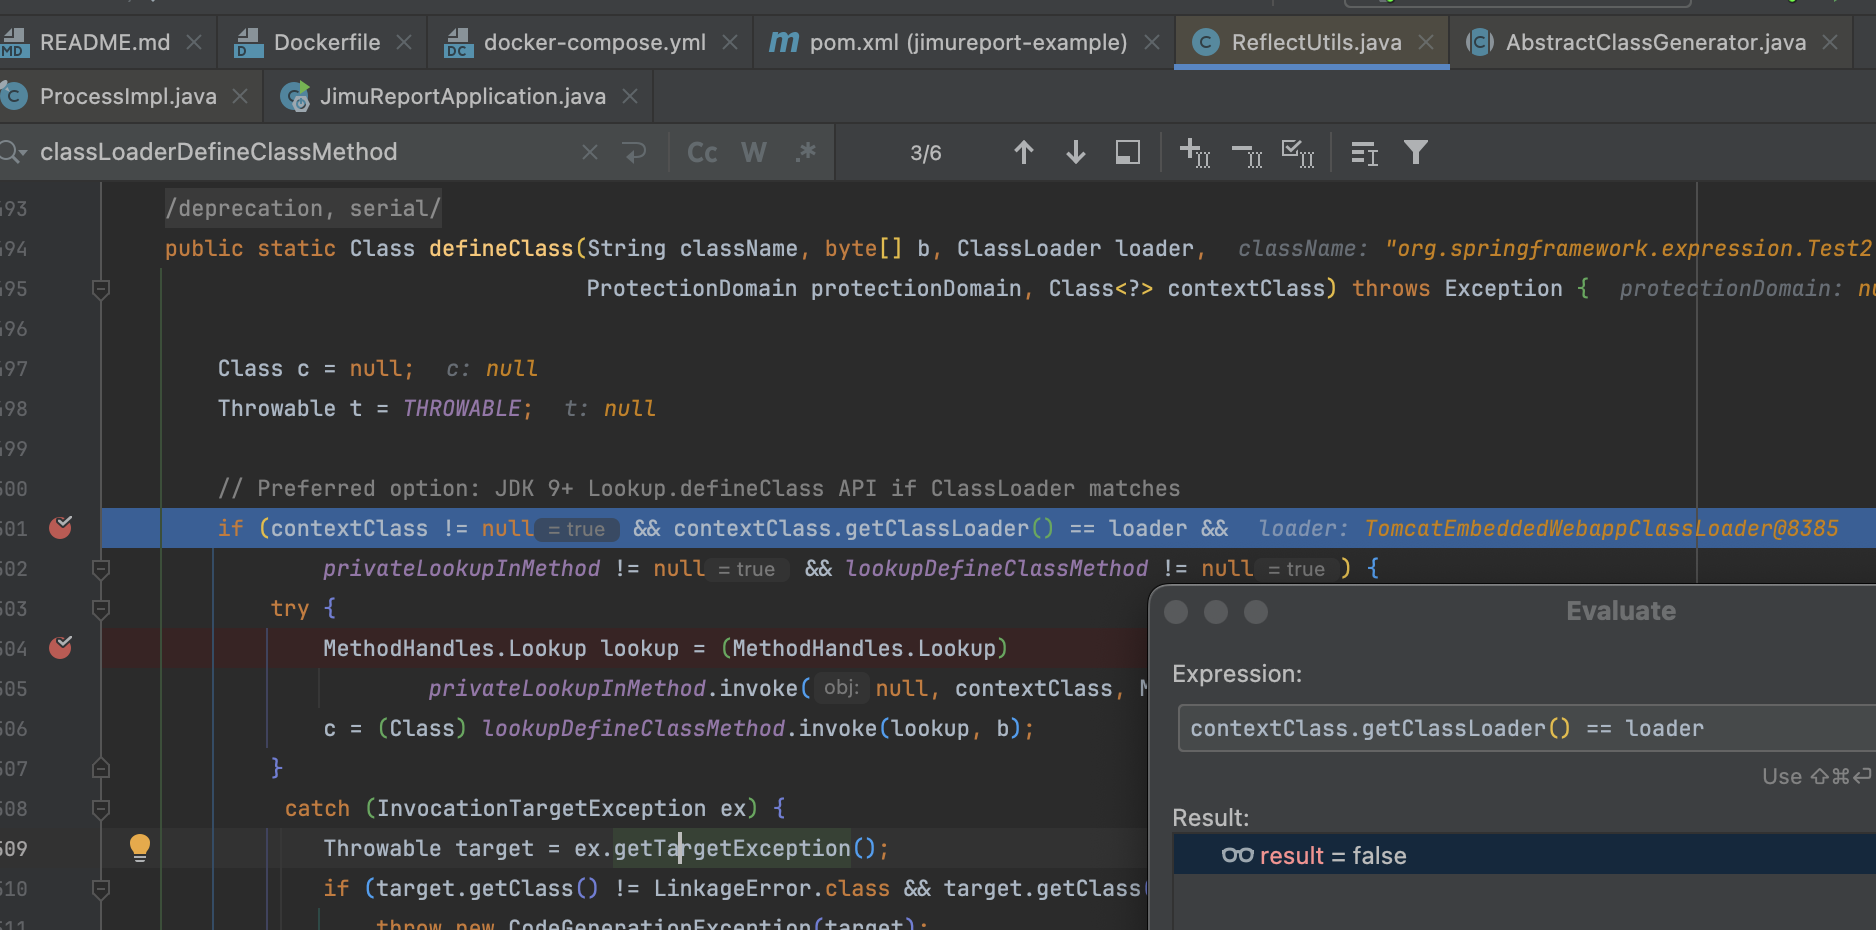 README.md
Dockerfile
docker-compose.yml
pom.xml (jimureport-example)
ReflectUtils.java
AbstractClassGenerator.java
ProcessImpl.java
JimuReportApplication.java
classLoaderDefineClassMethod
Cc W .* 3/6
93 /deprecation, serial/
94 public static Class defineClass(String className, byte[] b, ClassLoader loader, className: "org.springframework.expression.Test2
95 ProtectionDomain protectionDomain, Class<?> contextClass) throws Exception { protectionDomain: nu
96
97 Class c = null; c: null
98 Throwable t = THROWABLE; t: null
99
00 // Preferred option: JDK 9+ Lookup.defineClass API if ClassLoader matches
01 if (contextClass != null = true && contextClass.getClassLoader() == loader && loader: TomcatEmbeddedWebappClassLoader@8385
02 privateLookupInMethod != null = true && lookupDefineClassMethod != null = true ) {
03 try {
04 MethodHandles.Lookup lookup = (MethodHandles.Lookup)
05 privateLookupInMethod.invoke( obj: null, contextClass, M
06 c = (Class) lookupDefineClassMethod.invoke(lookup, b);
07 }
08 catch (InvocationTargetException ex) {
509 Throwable target = ex.getTargetException();
510 if (target.getClass() != LinkageError.class && target.getClass(
511 throw new CodeGenerationException(target);
Evaluate
Expression:
contextClass.getClassLoader() == loader
Use ⇧⌘↩
Result:
result = false